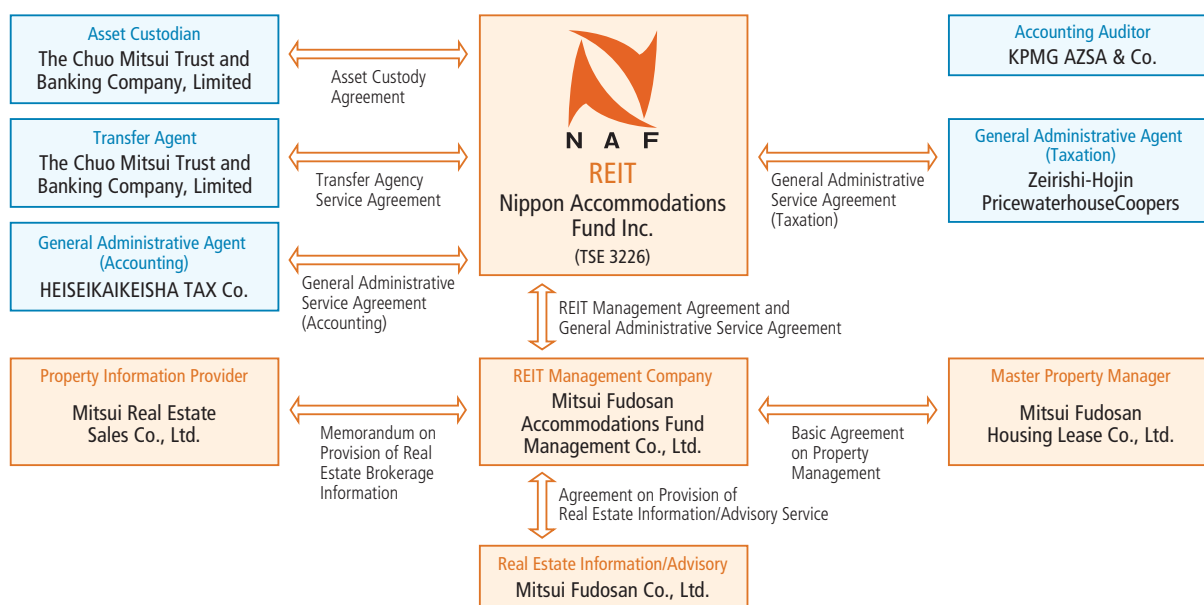 Asset Custodian
The Chuo Mitsui Trust and
Banking Company, Limited
Asset Custody
Agreement
Transfer Agent
The Chuo Mitsui Trust and
Banking Company, Limited
Transfer Agency
Service Agreement
General Administrative Agent
(Accounting)
HEISEIKAIKEISHA TAX Co.
General Administrative
Service Agreement
(Accounting)
NAF
REIT
Nippon Accommodations
Fund Inc.
(TSE 3226)
Accounting Auditor
KPMG AZSA & Co.
General Administrative Agent
(Taxation)
Zeirishi-Hojin
PricewaterhouseCoopers
General Administrative
Service Agreement
(Taxation)
REIT Management Agreement and
General Administrative Service Agreement
Property Information Provider
Mitsui Real Estate
Sales Co., Ltd.
Memorandum on
Provision of Real
Estate Brokerage
Information
REIT Management Company
Mitsui Fudosan
Accommodations Fund
Management Co., Ltd.
Basic Agreement
on Property
Management
Master Property Manager
Mitsui Fudosan
Housing Lease Co., Ltd.
Agreement on Provision of
Real Estate Information/Advisory Service
Real Estate Information/Advisory
Mitsui Fudosan Co., Ltd.